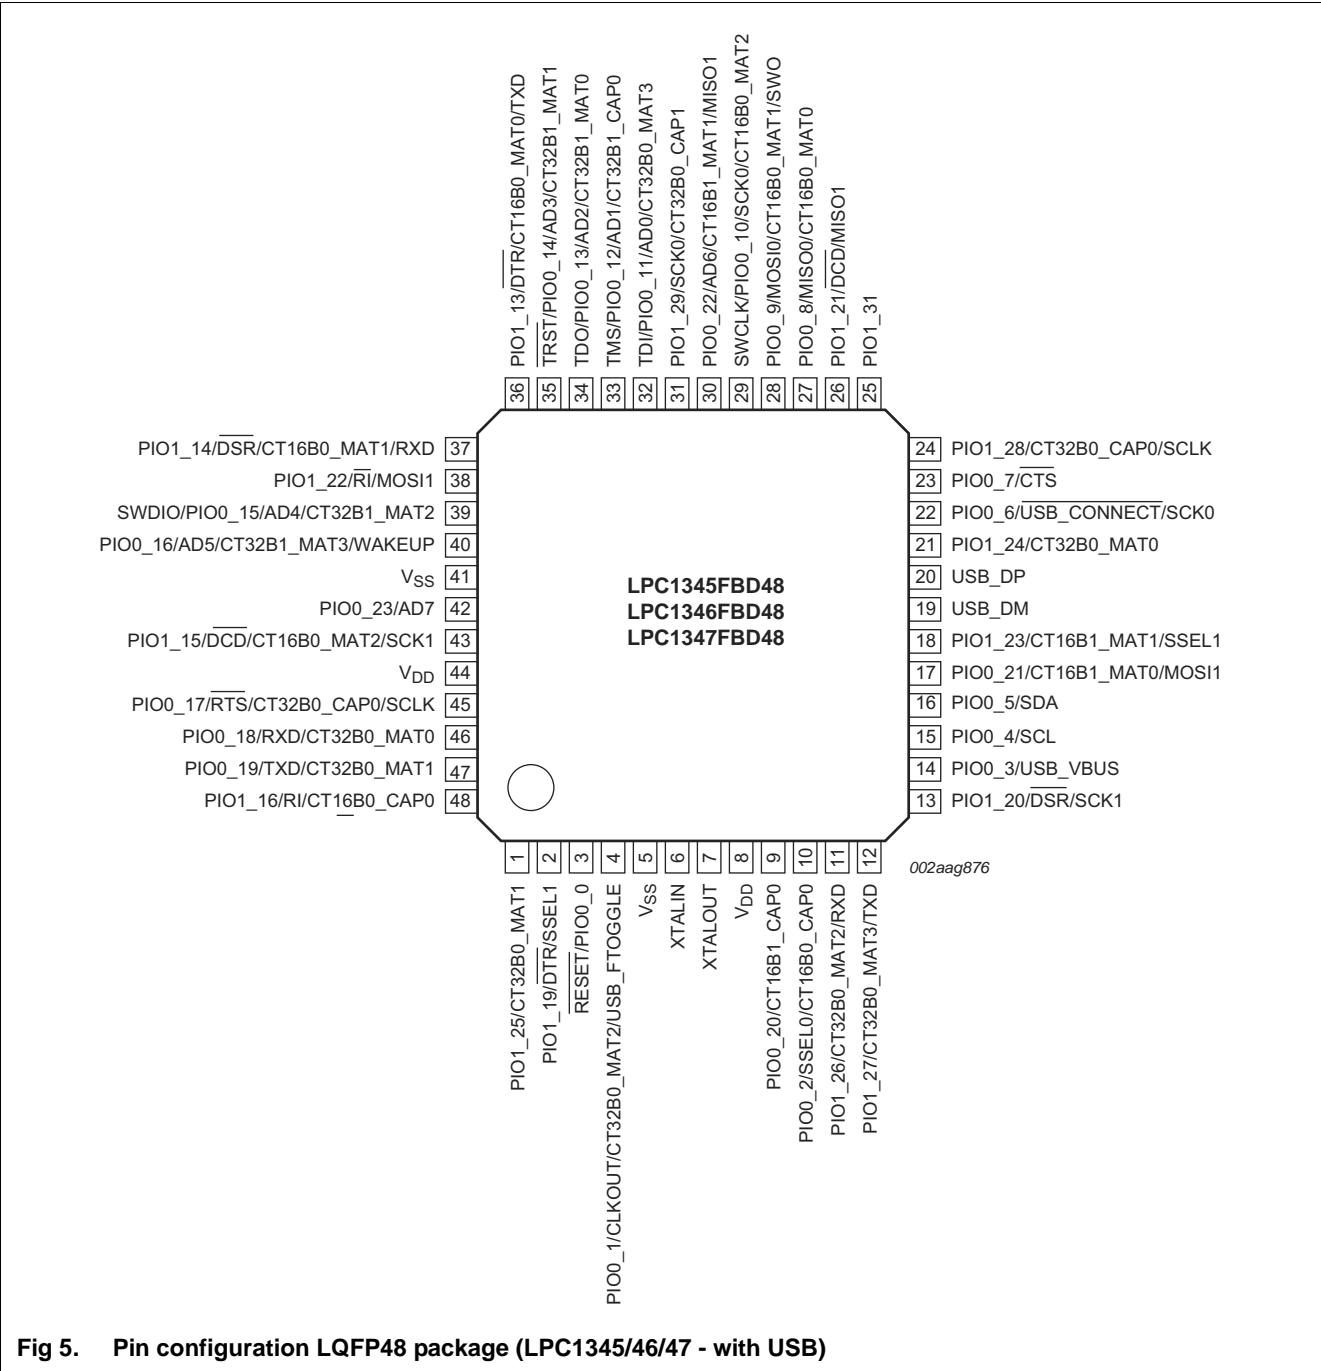 PIO1_13/DTR/CT16B0_MAT0/TXD
TRST/PIO0_14/AD3/CT32B1_MAT1
TDO/PIO0_13/AD2/CT32B1_MAT0
TMS/PIO0_12/AD1/CT32B1_CAP0
TDI/PIO0_11/AD0/CT32B0_MAT3
PIO1_29/SCK0/CT32B0_CAP1
PIO0_22/AD6/CT16B1_MAT1/MISO1
SWCLK/PIO0_10/SCK0/CT16B0_MAT2
PIO0_9/MOSI0/CT16B0_MAT1/SWO
PIO0_8/MISO0/CT16B0_MAT0
PIO1_21/DCD/MISO1
PIO1_31
36 35 34 33 32 31 30 29 28 27 26 25
PIO1_14/DSR/CT16B0_MAT1/RXD 37
PIO1_22/RI/MOSI1 38
SWDIO/PIO0_15/AD4/CT32B1_MAT2 39
PIO0_16/AD5/CT32B1_MAT3/WAKEUP 40
VSS 41
PIO0_23/AD7 42
PIO1_15/DCD/CT16B0_MAT2/SCK1 43
VDD 44
PIO0_17/RTS/CT32B0_CAP0/SCLK 45
PIO0_18/RXD/CT32B0_MAT0 46
PIO0_19/TXD/CT32B0_MAT1 47
PIO1_16/RI/CT16B0_CAP0 48
LPC1345FBD48
LPC1346FBD48
LPC1347FBD48
24 PIO1_28/CT32B0_CAP0/SCLK
23 PIO0_7/CTS
22 PIO0_6/USB_CONNECT/SCK0
21 PIO1_24/CT32B0_MAT0
20 USB_DP
19 USB_DM
18 PIO1_23/CT16B1_MAT1/SSEL1
17 PIO0_21/CT16B1_MAT0/MOSI1
16 PIO0_5/SDA
15 PIO0_4/SCL
14 PIO0_3/USB_VBUS
13 PIO1_20/DSR/SCK1
1 2 3 4 5 6 7 8 9 10 11 12
PIO1_25/CT32B0_MAT1
PIO1_19/DTR/SSEL1
RESET/PIO0_0
PIO0_1/CLKOUT/CT32B0_MAT2/USB_FTOGGLE
VSS
XTALIN
XTALOUT
VDD
PIO0_20/CT16B1_CAP0
PIO0_2/SSEL0/CT16B0_CAP0
PIO1_26/CT32B0_MAT2/RXD
PIO1_27/CT32B0_MAT3/TXD
002aag876
Fig 5. Pin configuration LQFP48 package (LPC1345/46/47 - with USB)